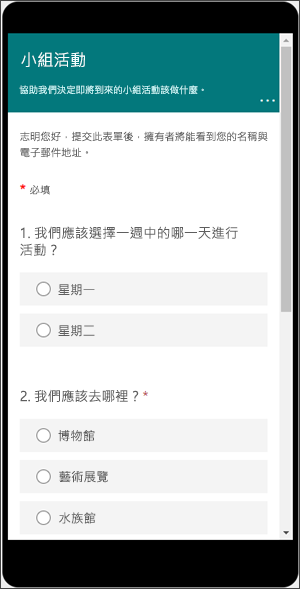 小組活動
協助我們決定即將到來的小組活動該做什麼。
志明您好，提交此表單後，擁有者將能看到您的名稱與
電子郵件地址。
* 必填
1. 我們應該選擇一週中的哪一天進行
活動？
星期一
星期二
2. 我們應該去哪裡？*
博物館
藝術展覽
水族館